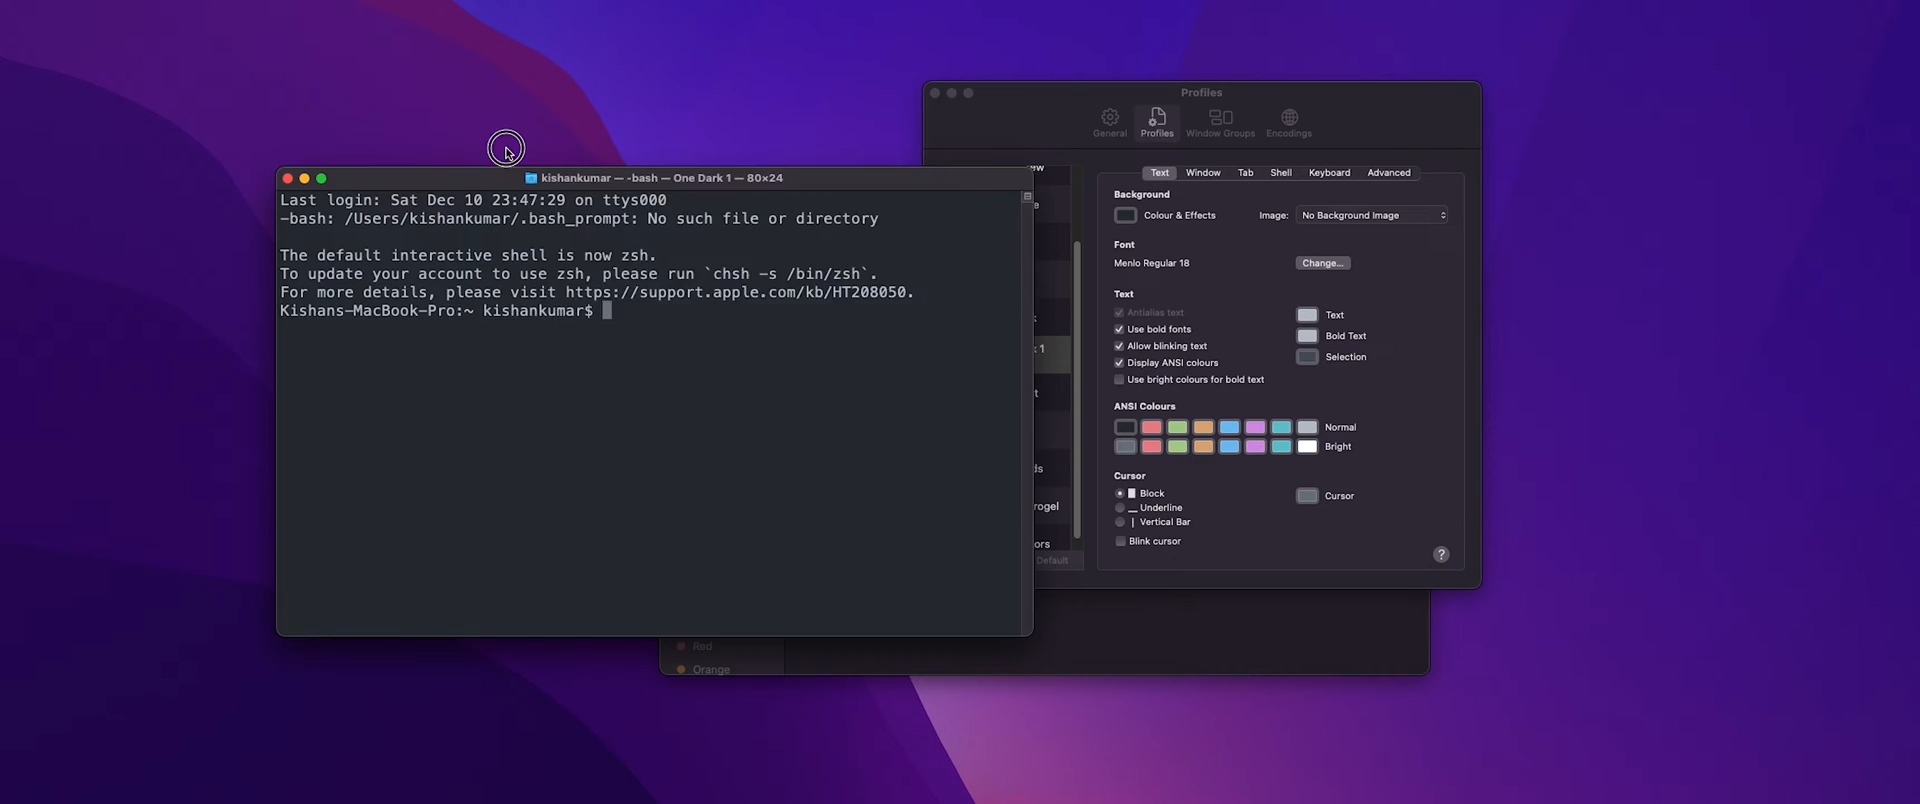 kishankumar — -bash — One Dark 1 — 80×24
Last login: Sat Dec 10 23:47:29 on ttys000
-bash: /Users/kishankumar/.bash_prompt: No such file or directory
The default interactive shell is now zsh.
To update your account to use zsh, please run `chsh -s /bin/zsh`.
For more details, please visit https://support.apple.com/kb/HT208050.
Kishans-MacBook-Pro:~ kishankumar$
Profiles
General Profiles Window Groups Encodings
Text Window Tab Shell Keyboard Advanced
Background
Colour & Effects Image: No Background Image
Font
Menlo Regular 18 Change...
Text
Antialias text
Use bold fonts
Allow blinking text
Display ANSI colours
Use bright colours for bold text
Text
Bold Text
Selection
ANSI Colours
Normal
Bright
Cursor
Block
Underline
Vertical Bar
Blink cursor
Cursor
?
1
rogel
ors
Default
Red
Orange